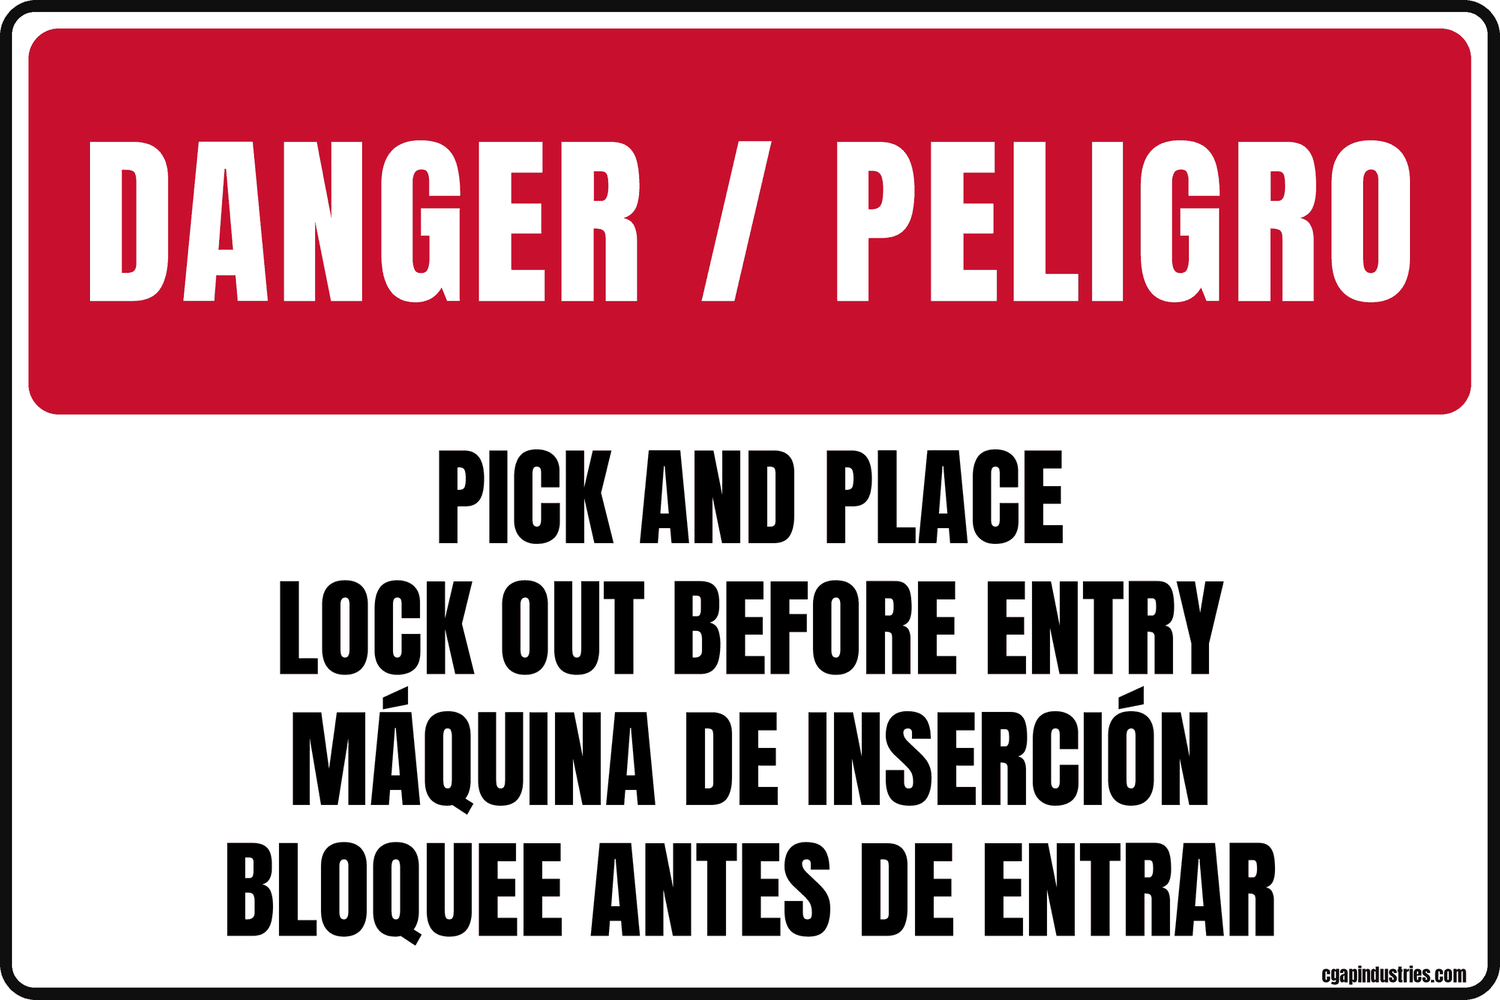 DANGER / PELIGRO
PICK AND PLACE
LOCK OUT BEFORE ENTRY
MÁQUINA DE INSERCIÓN
BLOQUEE ANTES DE ENTRAR
cgapindustries.com